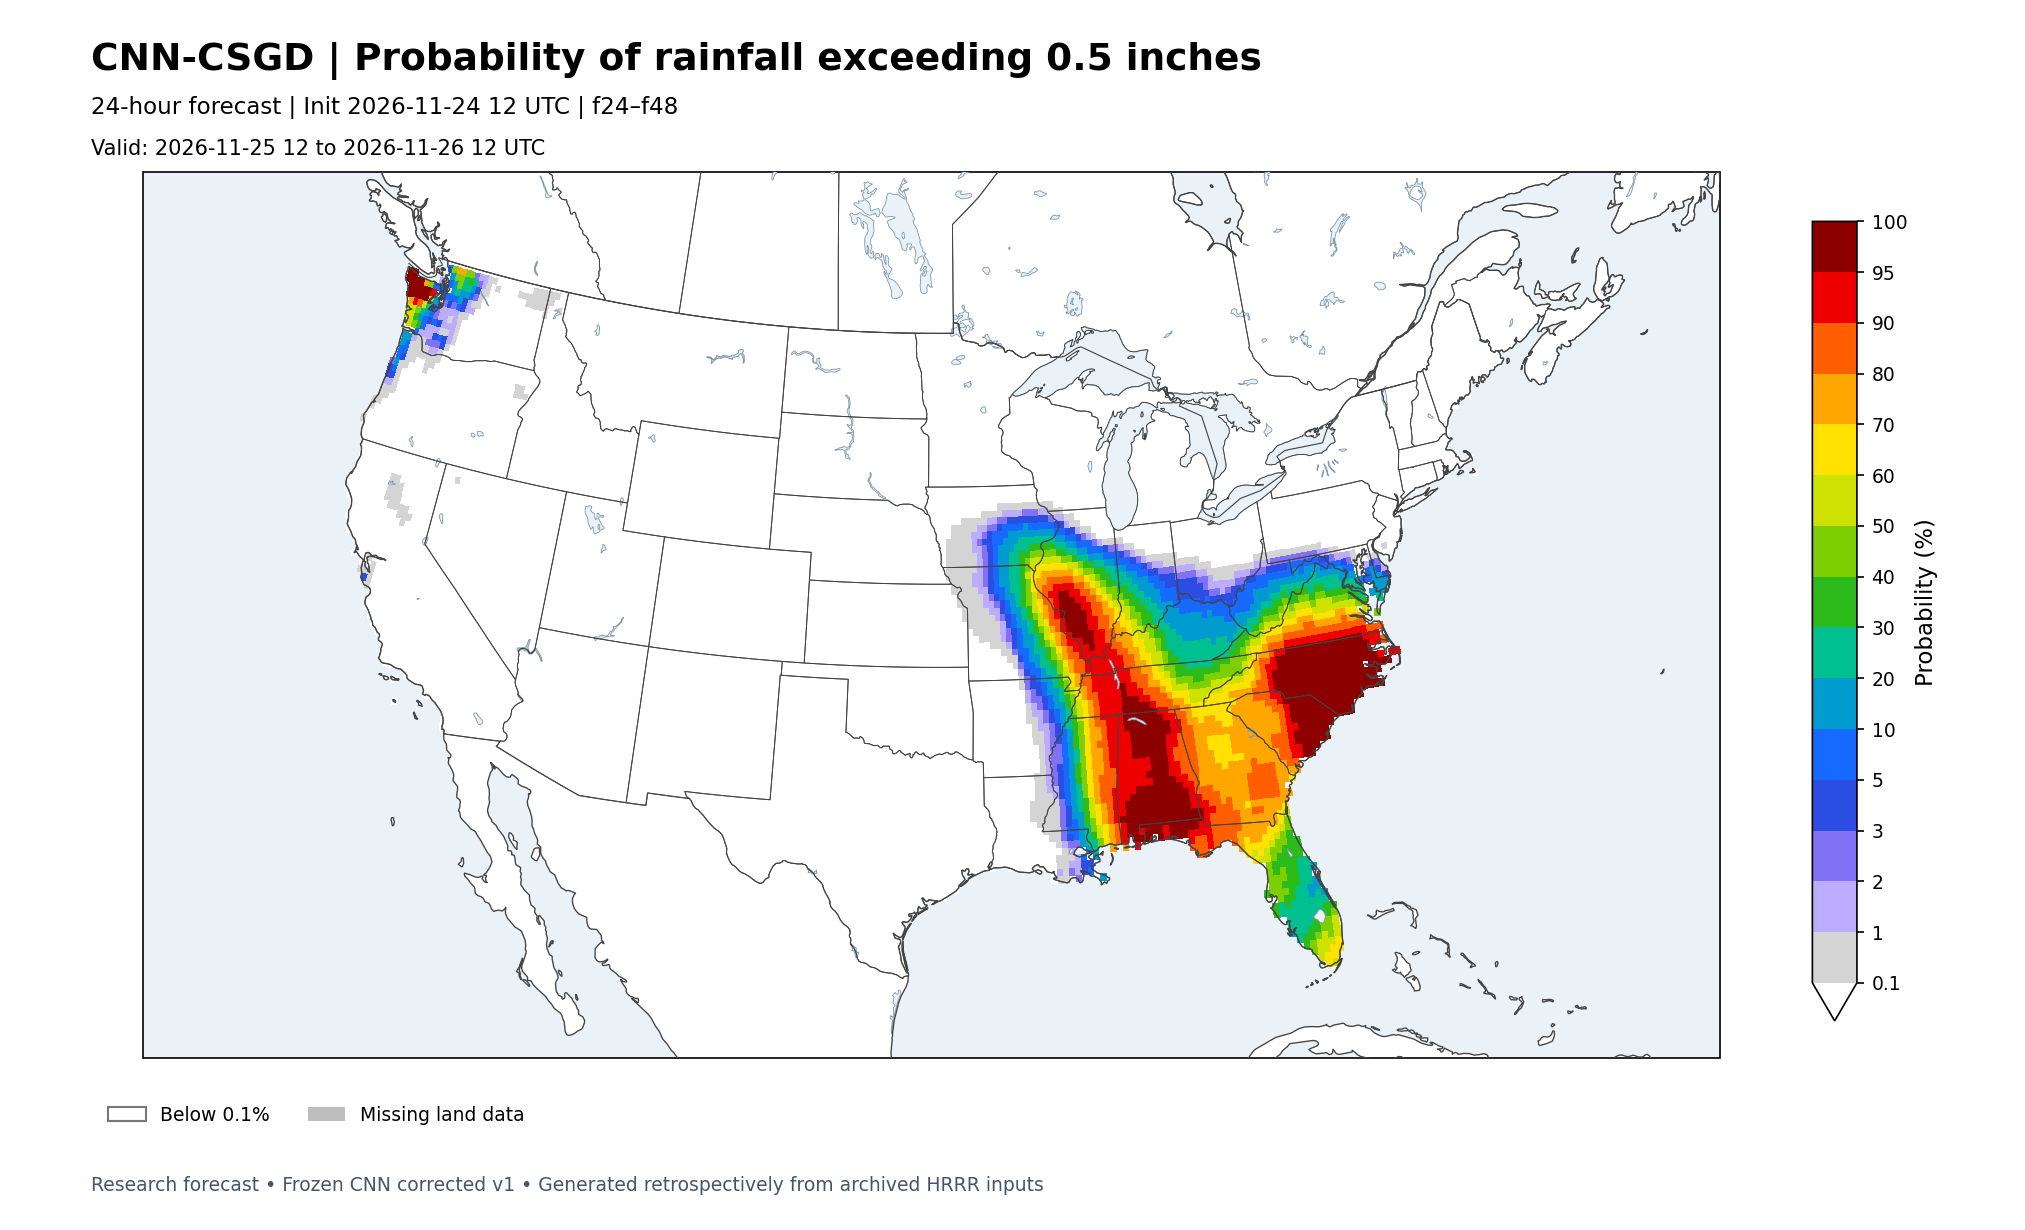 CNN-CSGD | Probability of rainfall exceeding 0.5 inches
24-hour forecast | Init 2026-11-24 12 UTC | f24–f48
Valid: 2026-11-25 12 to 2026-11-26 12 UTC
100
95
90
80
70
60
50
40
30
20
10
5
3
2
1
0.1
Probability (%)
Below 0.1%
Missing land data
Research forecast • Frozen CNN corrected v1 • Generated retrospectively from archived HRRR inputs